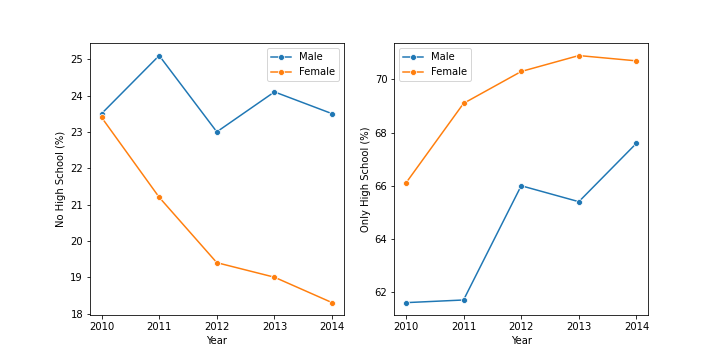 Male
Female
25
24
23
22
21
20
19
18
No High School (%)
2010 2011 2012 2013 2014
Year
Male
Female
70
68
66
64
62
Only High School (%)
2010 2011 2012 2013 2014
Year